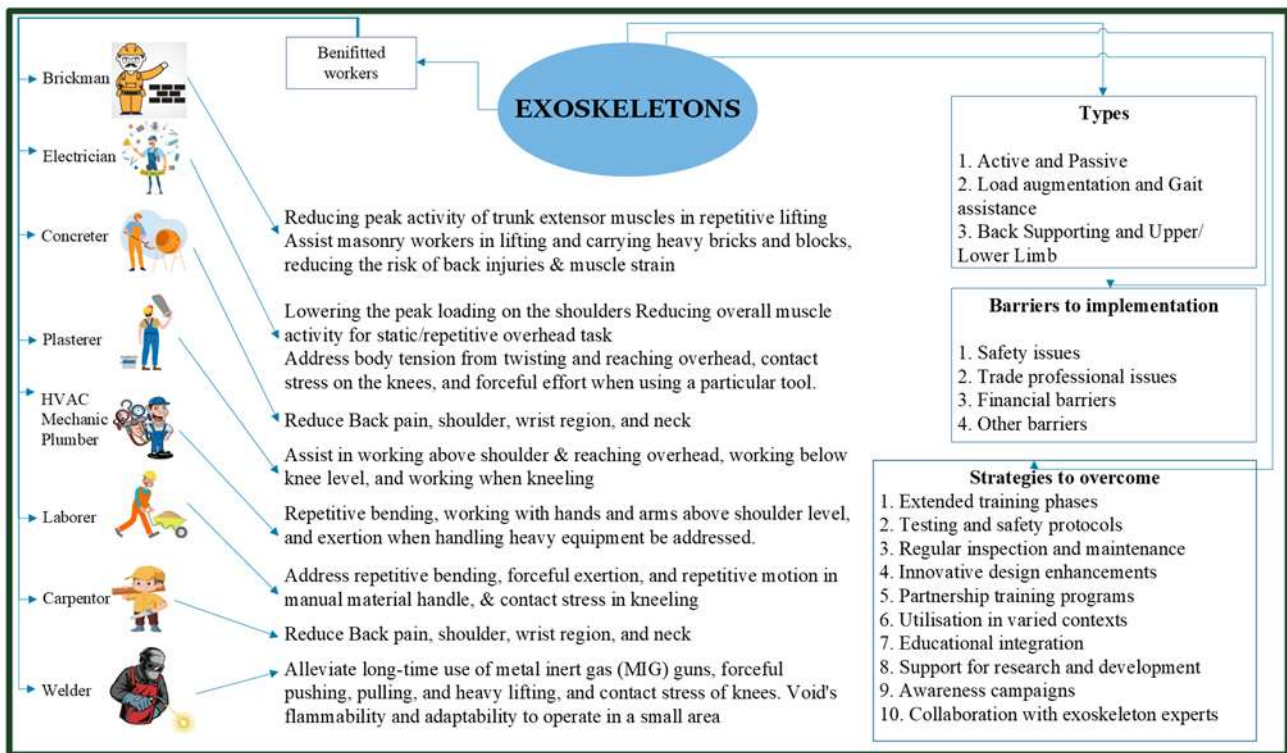 Benifitted
workers
EXOSKELETONS
Brickman
Electrician
Concreter
Plasterer
HVAC
Mechanic
Plumber
Laborer
Carpentor
Welder
Reducing peak activity of trunk extensor muscles in repetitive lifting
Assist masonry workers in lifting and carrying heavy bricks and blocks,
reducing the risk of back injuries & muscle strain
Lowering the peak loading on the shoulders Reducing overall muscle
activity for static/repetitive overhead task
Address body tension from twisting and reaching overhead, contact
stress on the knees, and forceful effort when using a particular tool.
Reduce Back pain, shoulder, wrist region, and neck
Assist in working above shoulder & reaching overhead, working below
knee level, and working when kneeling
Repetitive bending, working with hands and arms above shoulder level,
and exertion when handling heavy equipment be addressed.
Address repetitive bending, forceful exertion, and repetitive motion in
manual material handle, & contact stress in kneeling
Reduce Back pain, shoulder, wrist region, and neck
Alleviate long-time use of metal inert gas (MIG) guns, forceful
pushing, pulling, and heavy lifting, and contact stress of knees. Void's
flammability and adaptability to operate in a small area
Types
1. Active and Passive
2. Load augmentation and Gait
assistance
3. Back Supporting and Upper/
Lower Limb
Barriers to implementation
1. Safety issues
2. Trade professional issues
3. Financial barriers
4. Other barriers
Strategies to overcome
1. Extended training phases
2. Testing and safety protocols
3. Regular inspection and maintenance
4. Innovative design enhancements
5. Partnership training programs
6. Utilisation in varied contexts
7. Educational integration
8. Support for research and development
9. Awareness campaigns
10. Collaboration with exoskeleton experts